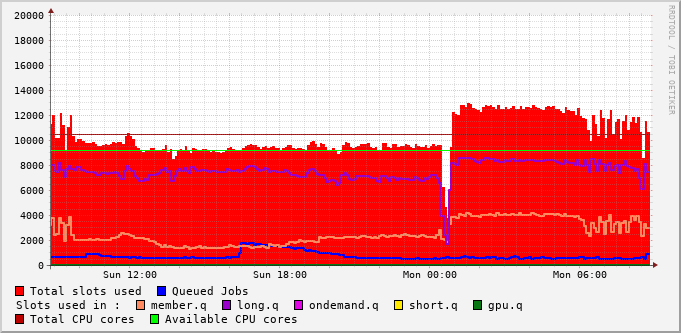 20000
18000
16000
14000
12000
10000
8000
6000
4000
2000
0
Sun 12:00 Sun 18:00 Mon 00:00 Mon 06:00
Total slots used Queued Jobs
Slots used in : member.q long.q ondemand.q short.q gpu.q
Total CPU cores Available CPU cores
RRDTOOL / TOBI OETIKER